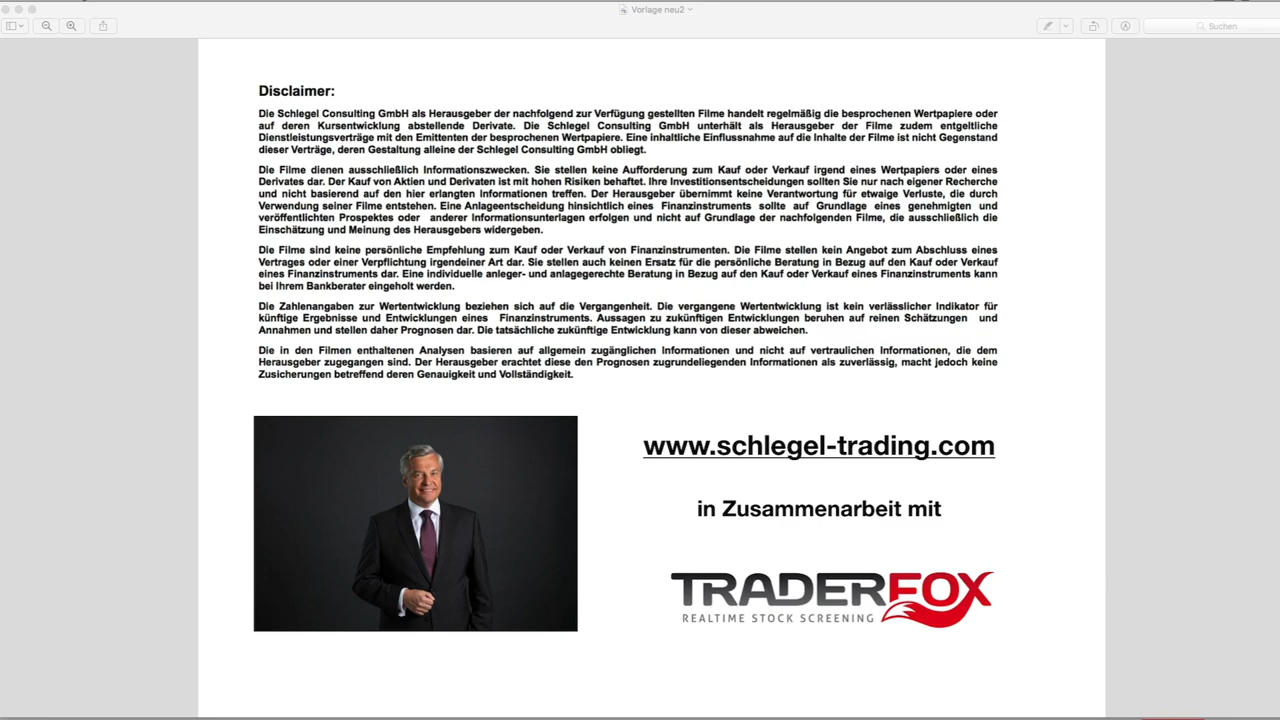 Vorlage neu2
Suchen
Disclaimer:
Die Schlegel Consulting GmbH als Herausgeber der nachfolgend zur Verfügung gestellten Filme handelt regelmäßig die besprochenen Wertpapiere oder
auf deren Kursentwicklung abstellende Derivate. Die Schlegel Consulting GmbH unterhält als Herausgeber der Filme zudem entgeltliche
Dienstleistungsverträge mit den Emittenten der besprochenen Wertpapiere. Eine inhaltliche Einflussnahme auf die Inhalte der Filme ist nicht Gegenstand
dieser Verträge, deren Gestaltung alleine der Schlegel Consulting GmbH obliegt.
Die Filme dienen ausschließlich Informationszwecken. Sie stellen keine Aufforderung zum Kauf oder Verkauf irgend eines Wertpapiers oder eines
Derivates dar. Der Kauf von Aktien und Derivaten ist mit hohen Risiken behaftet. Ihre Investitionsentscheidungen sollten Sie nur nach eigener Recherche
und nicht basierend auf den hier erlangten Informationen treffen. Der Herausgeber übernimmt keine Verantwortung für etwaige Verluste, die durch
Verwendung seiner Filme entstehen. Eine Anlageentscheidung hinsichtlich eines Finanzinstruments sollte auf Grundlage eines genehmigten und
veröffentlichten Prospektes oder anderer Informationsunterlagen erfolgen und nicht auf Grundlage der nachfolgenden Filme, die ausschließlich die
Einschätzung und Meinung des Herausgebers widergeben.
Die Filme sind keine persönliche Empfehlung zum Kauf oder Verkauf von Finanzinstrumenten. Die Filme stellen kein Angebot zum Abschluss eines
Vertrages oder einer Verpflichtung irgendeiner Art dar. Sie stellen auch keinen Ersatz für die persönliche Beratung in Bezug auf den Kauf oder Verkauf
eines Finanzinstruments dar. Eine individuelle anleger- und anlagegerechte Beratung in Bezug auf den Kauf oder Verkauf eines Finanzinstruments kann
bei Ihrem Bankberater eingeholt werden.
Die Zahlenangaben zur Wertentwicklung beziehen sich auf die Vergangenheit. Die vergangene Wertentwicklung ist kein verlässlicher Indikator für
künftige Ergebnisse und Entwicklungen eines Finanzinstruments. Aussagen zu zukünftigen Entwicklungen beruhen auf reinen Schätzungen und
Annahmen und stellen daher Prognosen dar. Die tatsächliche zukünftige Entwicklung kann von dieser abweichen.
Die in den Filmen enthaltenen Analysen basieren auf allgemein zugänglichen Informationen und nicht auf vertraulichen Informationen, die dem
Herausgeber zugegangen sind. Der Herausgeber erachtet diese den Prognosen zugrundeliegenden Informationen als zuverlässig, macht jedoch keine
Zusicherungen betreffend deren Genauigkeit und Vollständigkeit.
www.schlegel-trading.com
in Zusammenarbeit mit
TRADERFOX
REALTIME STOCK SCREENING